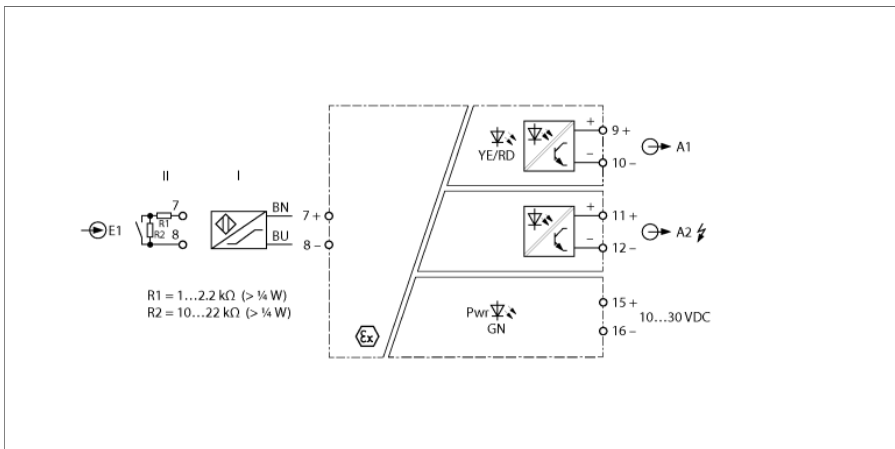 II
I
E1
7
8
R1
R2
BN
BU
7 +
8 –
R1 = 1...2.2 kΩ (> ¼ W)
R2 = 10...22 kΩ (> ¼ W)
Ex
YE/RD
+
–
9 +
10 –
A1
+
–
11 +
12 –
A2
Pwr
GN
15 +
16 –
10...30 VDC